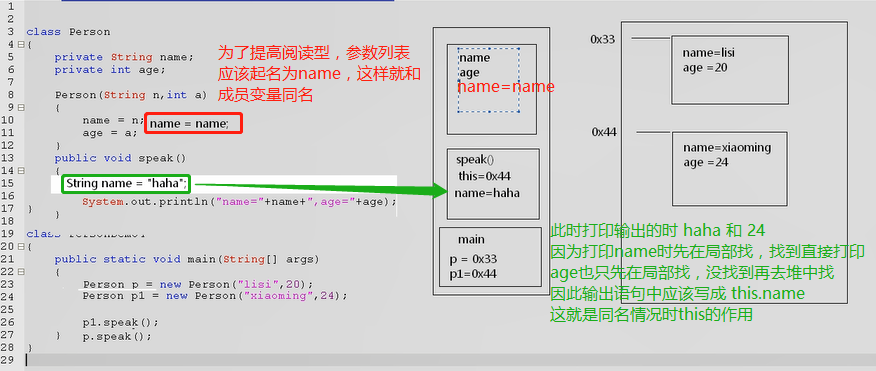 1
2
3 class Person
4 {
5 private String name;
6 private int age;
7
8 Person(String n,int a)
9 {
10 name = n; name = name;
11 age = a;
12 }
13 public void speak()
14 {
15 String name = "haha";
16 System.out.println("name="+name+",age="+age);
17 } }
18
19 class PersonDemo1
20 {
21 public static void main(String[] args)
22 {
23 Person p = new Person("lisi",20);
24 Person p1 = new Person("xiaoming",24);
25
26 p1.speak();
27 } p.speak();
28 }
29
为了提高阅读型，参数列表
应该起名为name，这样就和
成员变量同名
name
age
name=name
speak()
this=0x44
name=haha
main
p = 0x33
p1=0x44
0x33
name=lisi
age =20
0x44
name=xiaoming
age =24
此时打印输出的时 haha 和 24
因为打印name时先在局部找，找到直接打印
age也只先在局部找，没找到再去堆中找
因此输出语句中应该写成 this.name
这就是同名情况时this的作用